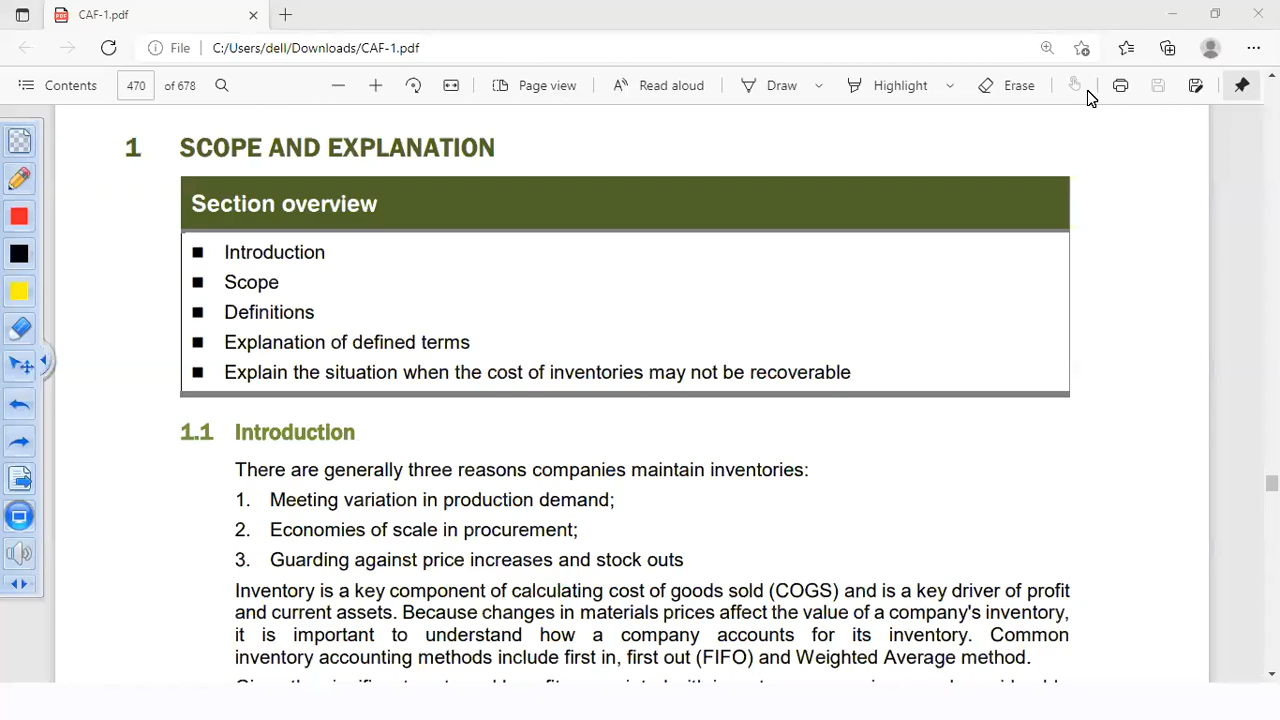 CAF-1.pdf
File C:/Users/dell/Downloads/CAF-1.pdf
Contents 470 of 678 Page view Read aloud Draw Highlight Erase
1 SCOPE AND EXPLANATION
Section overview
■ Introduction
■ Scope
■ Definitions
■ Explanation of defined terms
■ Explain the situation when the cost of inventories may not be recoverable
1.1 Introduction
There are generally three reasons companies maintain inventories:
1. Meeting variation in production demand;
2. Economies of scale in procurement;
3. Guarding against price increases and stock outs
Inventory is a key component of calculating cost of goods sold (COGS) and is a key driver of profit
and current assets. Because changes in materials prices affect the value of a company's inventory,
it is important to understand how a company accounts for its inventory. Common
inventory accounting methods include first in, first out (FIFO) and Weighted Average method.